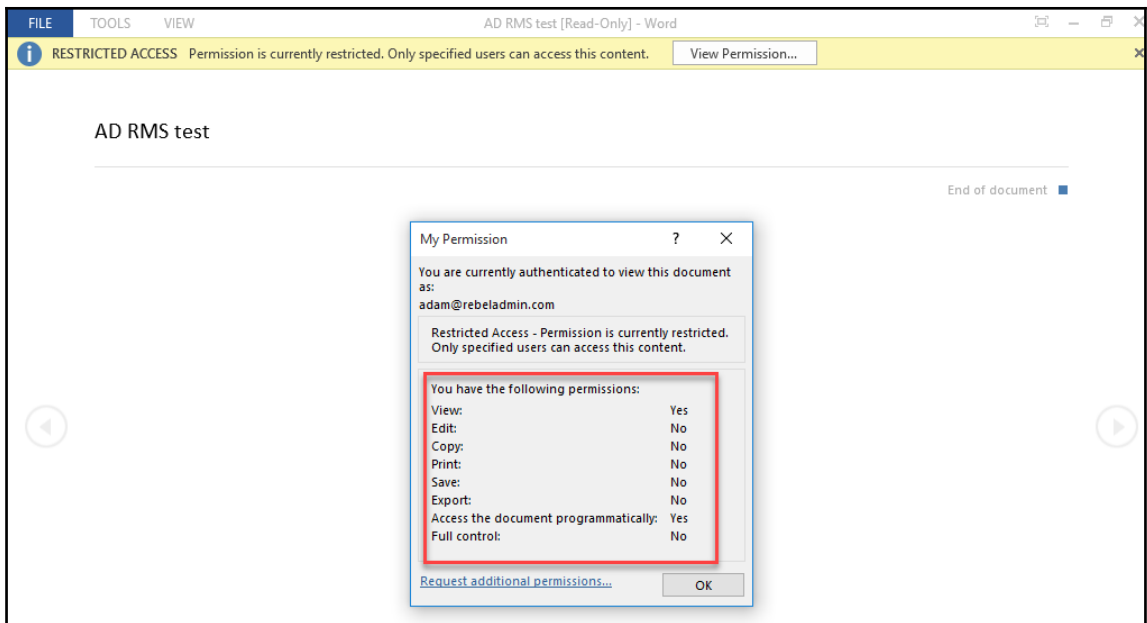 FILE TOOLS VIEW AD RMS test [Read-Only] - Word
RESTRICTED ACCESS Permission is currently restricted. Only specified users can access this content. View Permission...
AD RMS test
End of document
My Permission ?
You are currently authenticated to view this document
as:
adam@rebeladmin.com
Restricted Access - Permission is currently restricted.
Only specified users can access this content.
You have the following permissions:
View: Yes
Edit: No
Copy: No
Print: No
Save: No
Export: No
Access the document programmatically: Yes
Full control: No
Request additional permissions... OK